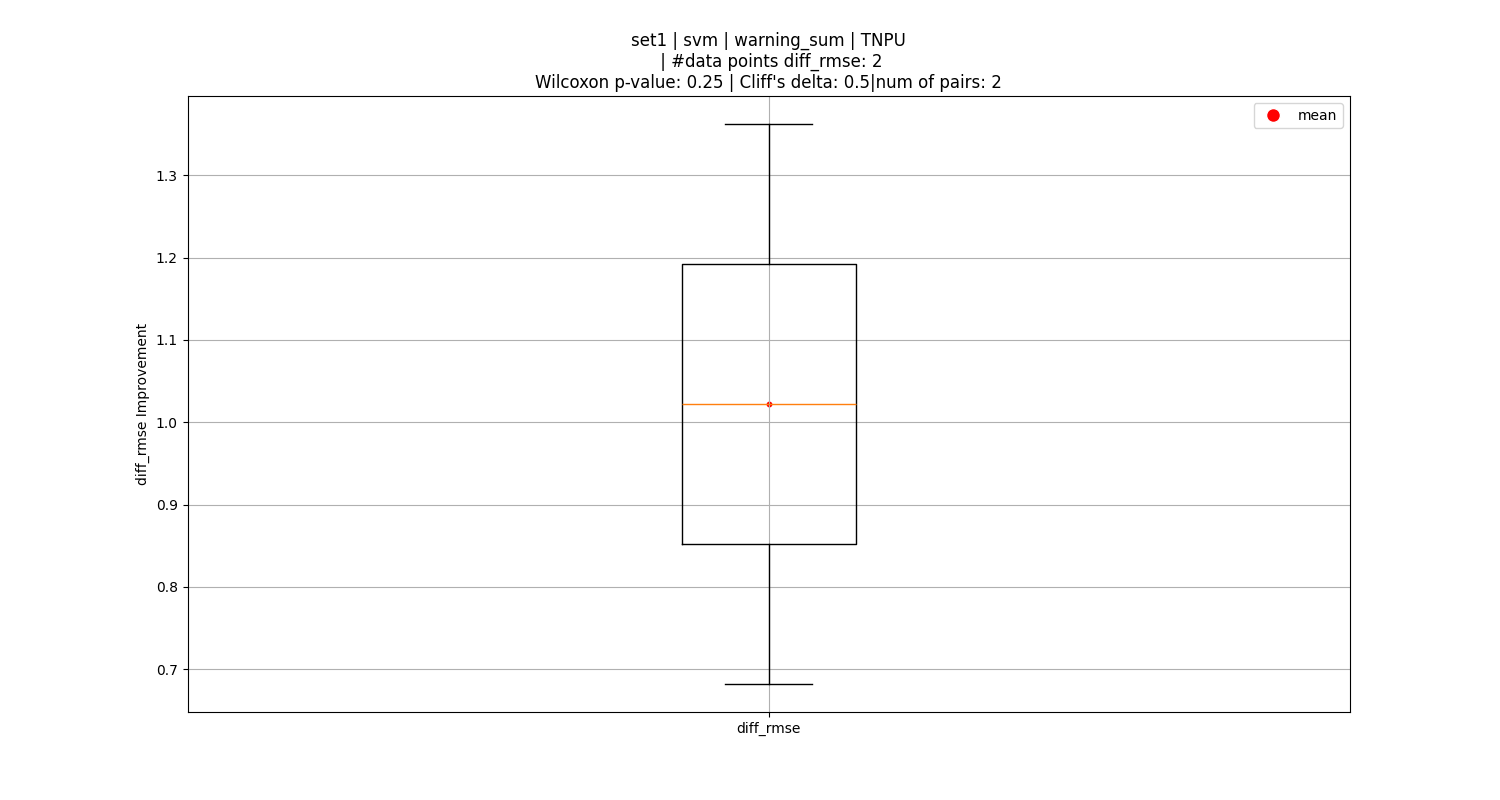 set1 | svm | warning_sum | TNPU
| #data points diff_rmse: 2
Wilcoxon p-value: 0.25 | Cliff's delta: 0.5|num of pairs: 2
mean
1.3
1.2
1.1
1.0
0.9
0.8
0.7
diff_rmse Improvement
diff_rmse